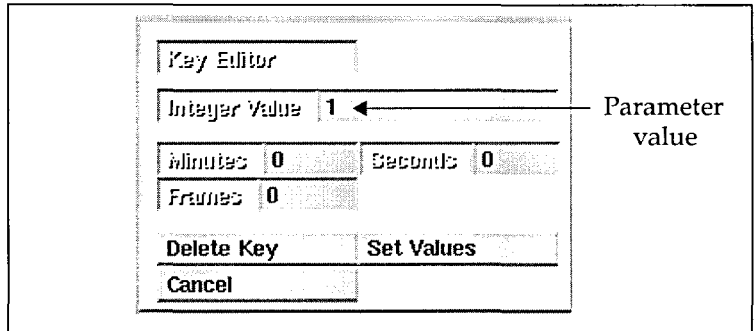 Key Editor
Integer Value 1
Parameter
value
Minutes 0 Seconds 0
Frames 0
Delete Key Set Values
Cancel